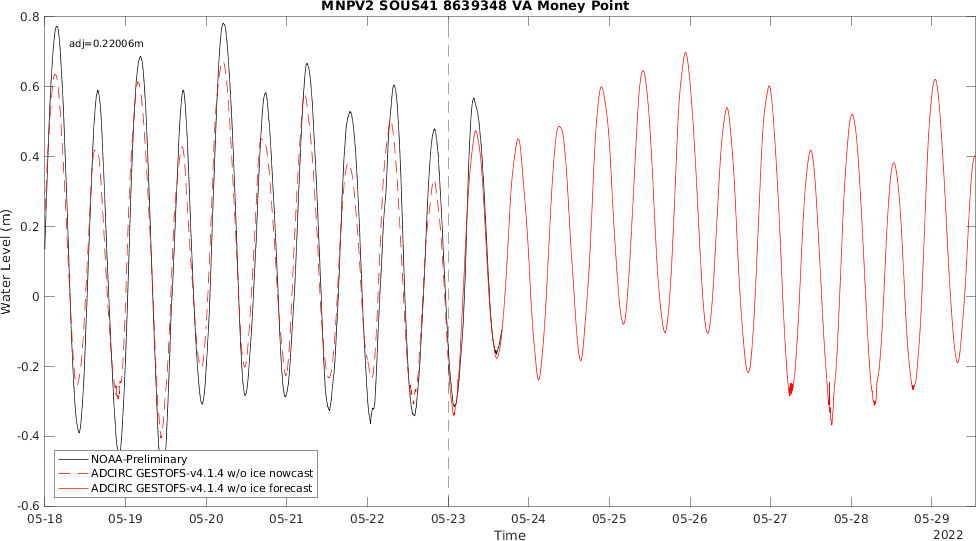 MNPV2 SOUS41 8639348 VA Money Point
adj=0.22006m
0.8
0.6
0.4
0.2
0
-0.2
-0.4
-0.6
Water Level (m)
NOAA-Preliminary
ADCIRC GESTOFS-v4.1.4 w/o ice nowcast
ADCIRC GESTOFS-v4.1.4 w/o ice forecast
05-18 05-19 05-20 05-21 05-22 05-23 05-24 05-25 05-26 05-27 05-28 05-29
Time
2022